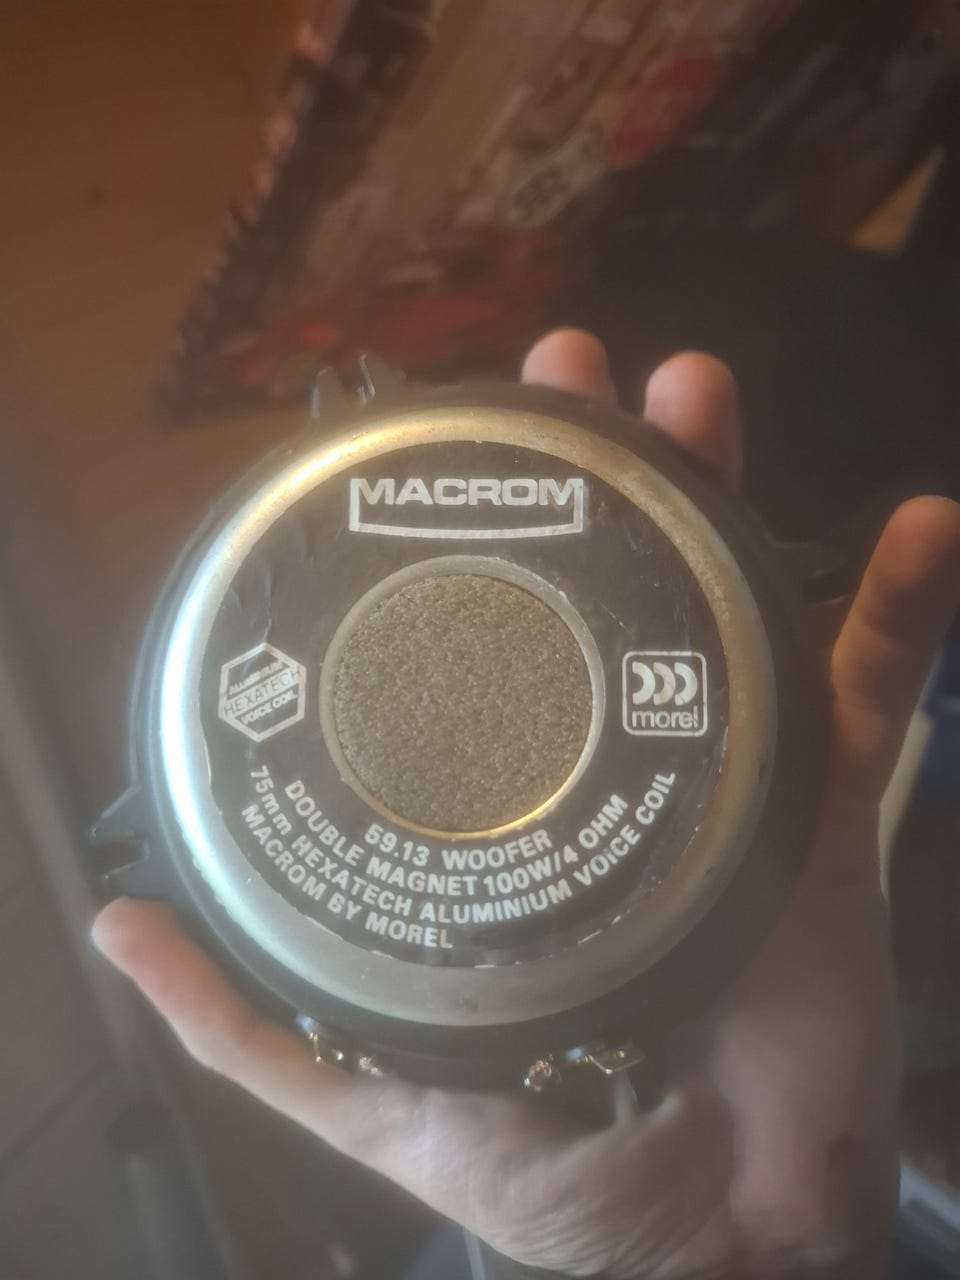 MACROM
ALUMINIUM
HEXATECH
VOICE COIL
morel
59.13 WOOFER
DOUBLE MAGNET 100W/4 OHM
75mm HEXATECH ALUMINIUM VOICE COIL
MACROM BY MOREL